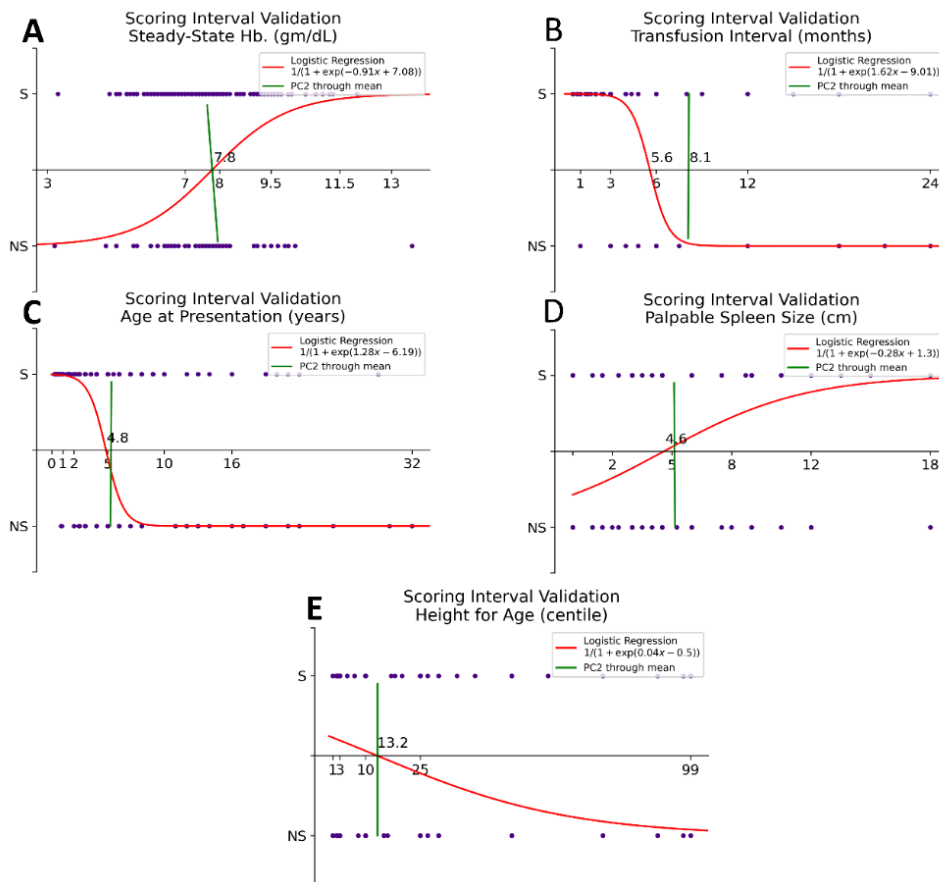 A
Scoring Interval Validation
Steady-State Hb. (gm/dL)
Logistic Regression
1/(1 + exp(−0.91x + 7.08))
PC2 through mean
S
7.8
3 7 8 9.5 11.5 13
NS
B
Scoring Interval Validation
Transfusion Interval (months)
Logistic Regression
1/(1 + exp(1.62x − 9.01))
PC2 through mean
S
5.6 8.1
1 3 6 12 24
NS
C
Scoring Interval Validation
Age at Presentation (years)
Logistic Regression
1/(1 + exp(1.28x − 6.19))
PC2 through mean
S
4.8
0 1 2 5 10 16 32
NS
D
Scoring Interval Validation
Palpable Spleen Size (cm)
Logistic Regression
1/(1 + exp(−0.28x + 1.3))
PC2 through mean
S
4.6
2 5 8 12 18
NS
E
Scoring Interval Validation
Height for Age (centile)
Logistic Regression
1/(1 + exp(0.04x − 0.5))
PC2 through mean
S
13.2
1 3 10 25 99
NS